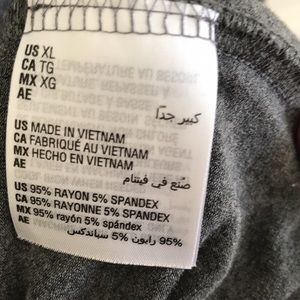 US XL
CA TG
MX XG
AE كبير جداً
US MADE IN VIETNAM
CA FABRIQUÉ AU VIETNAM
MX HECHO EN VIETNAM
AE صنع في فيتنام
US 95% RAYON 5% SPANDEX
CA 95% RAYONNE 5% SPANDEX
MX 95% rayón 5% spandex
AE 95% رايون 5% سباندكس